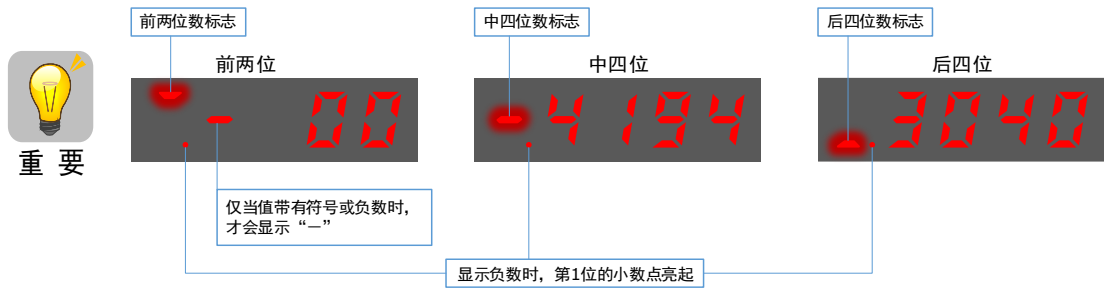 前两位数标志
中四位数标志
后四位数标志
前两位
中四位
后四位
- 00
- 4194
_.3040
重 要
仅当值带有符号或负数时,
才会显示“—”
显示负数时, 第1位的小数点亮起